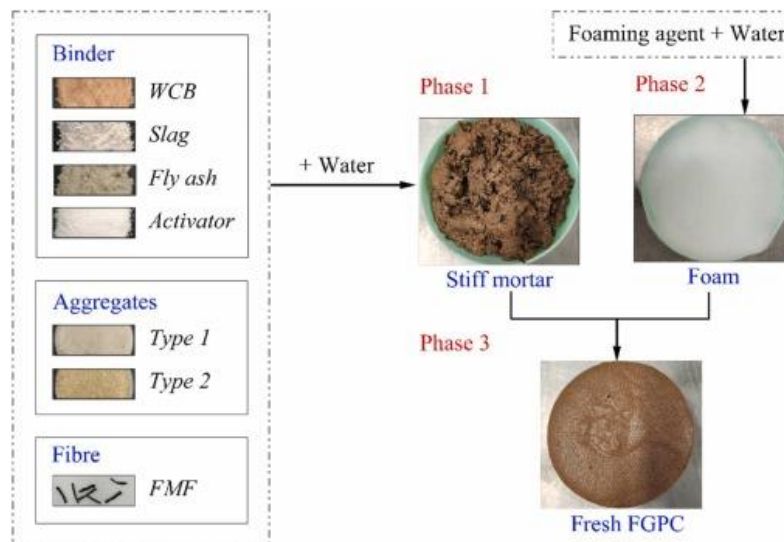 Binder
WCB
Slag
Fly ash
Activator
Aggregates
Type 1
Type 2
Fibre
FMF
+ Water
Foaming agent + Water
Phase 1
Phase 2
Stiff mortar
Foam
Phase 3
Fresh FGPC